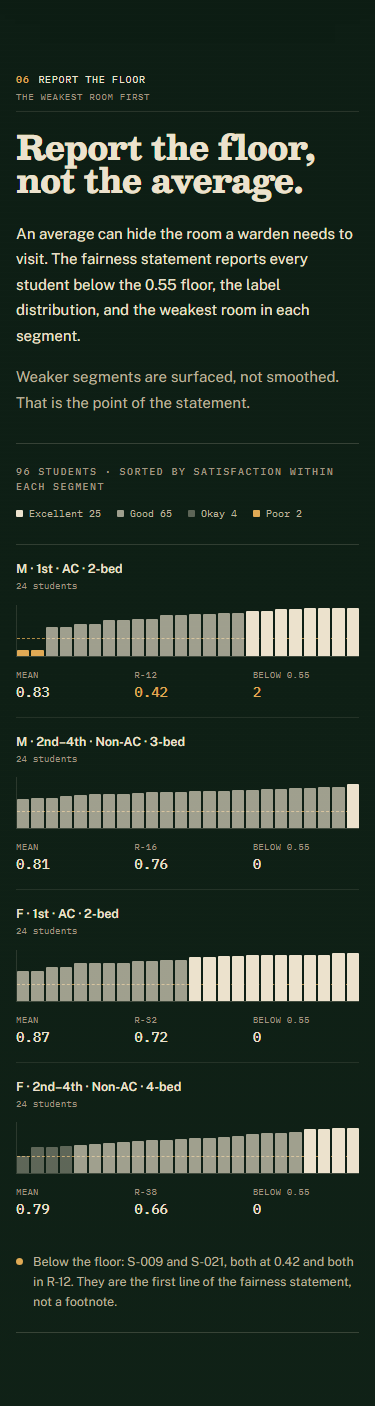 06 REPORT THE FLOOR
THE WEAKEST ROOM FIRST
Report the floor,
not the average.
An average can hide the room a warden needs to
visit. The fairness statement reports every
student below the 0.55 floor, the label
distribution, and the weakest room in each
segment.
Weaker segments are surfaced, not smoothed.
That is the point of the statement.
96 STUDENTS · SORTED BY SATISFACTION WITHIN
EACH SEGMENT
Excellent 25 Good 65 Okay 4 Poor 2
M · 1st · AC · 2-bed
24 students
MEAN R-12 BELOW 0.55
0.83 0.42 2
M · 2nd–4th · Non-AC · 3-bed
24 students
MEAN R-16 BELOW 0.55
0.81 0.76 0
F · 1st · AC · 2-bed
24 students
MEAN R-32 BELOW 0.55
0.87 0.72 0
F · 2nd–4th · Non-AC · 4-bed
24 students
MEAN R-38 BELOW 0.55
0.79 0.66 0
Below the floor: S-009 and S-021, both at 0.42 and both
in R-12. They are the first line of the fairness statement,
not a footnote.